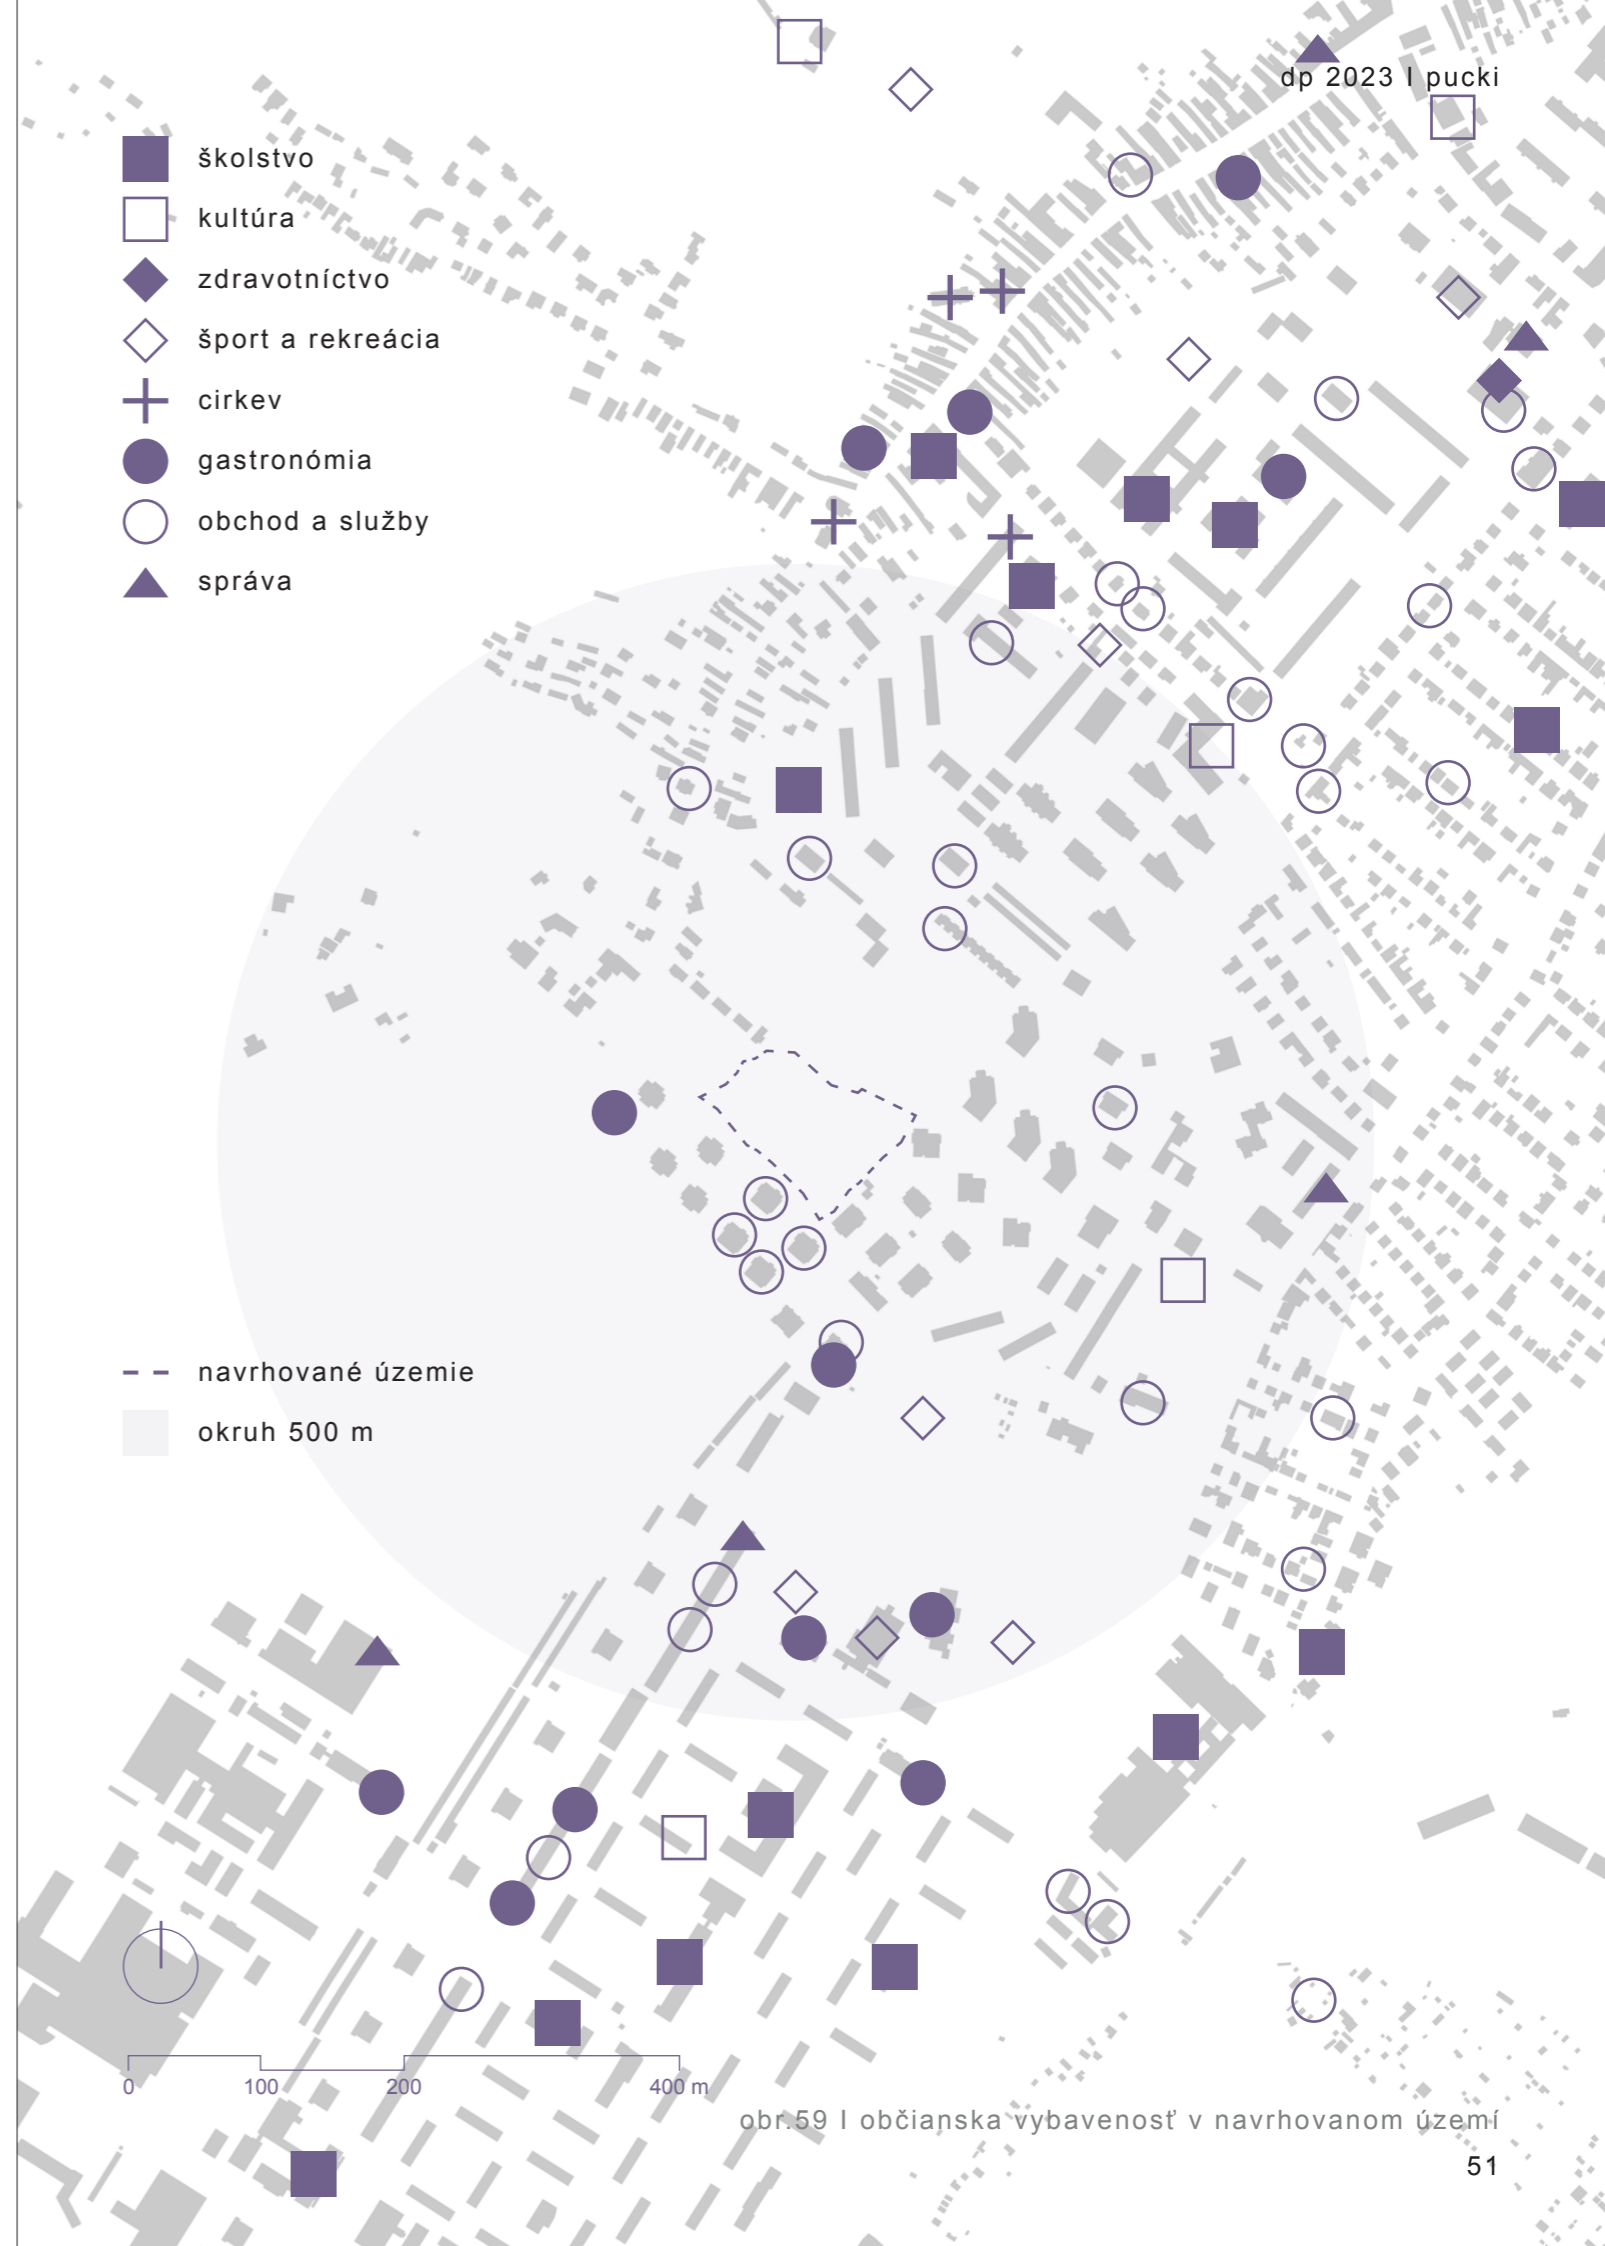 dp 2023 I pucki
školstvo
kultúra
zdravotníctvo
šport a rekreácia
cirkev
gastronómia
obchod a služby
správa
navrhované územie
okruh 500 m
0 100 200 400 m
obr.59 I občianska vybavenosť v navrhovanom území
51